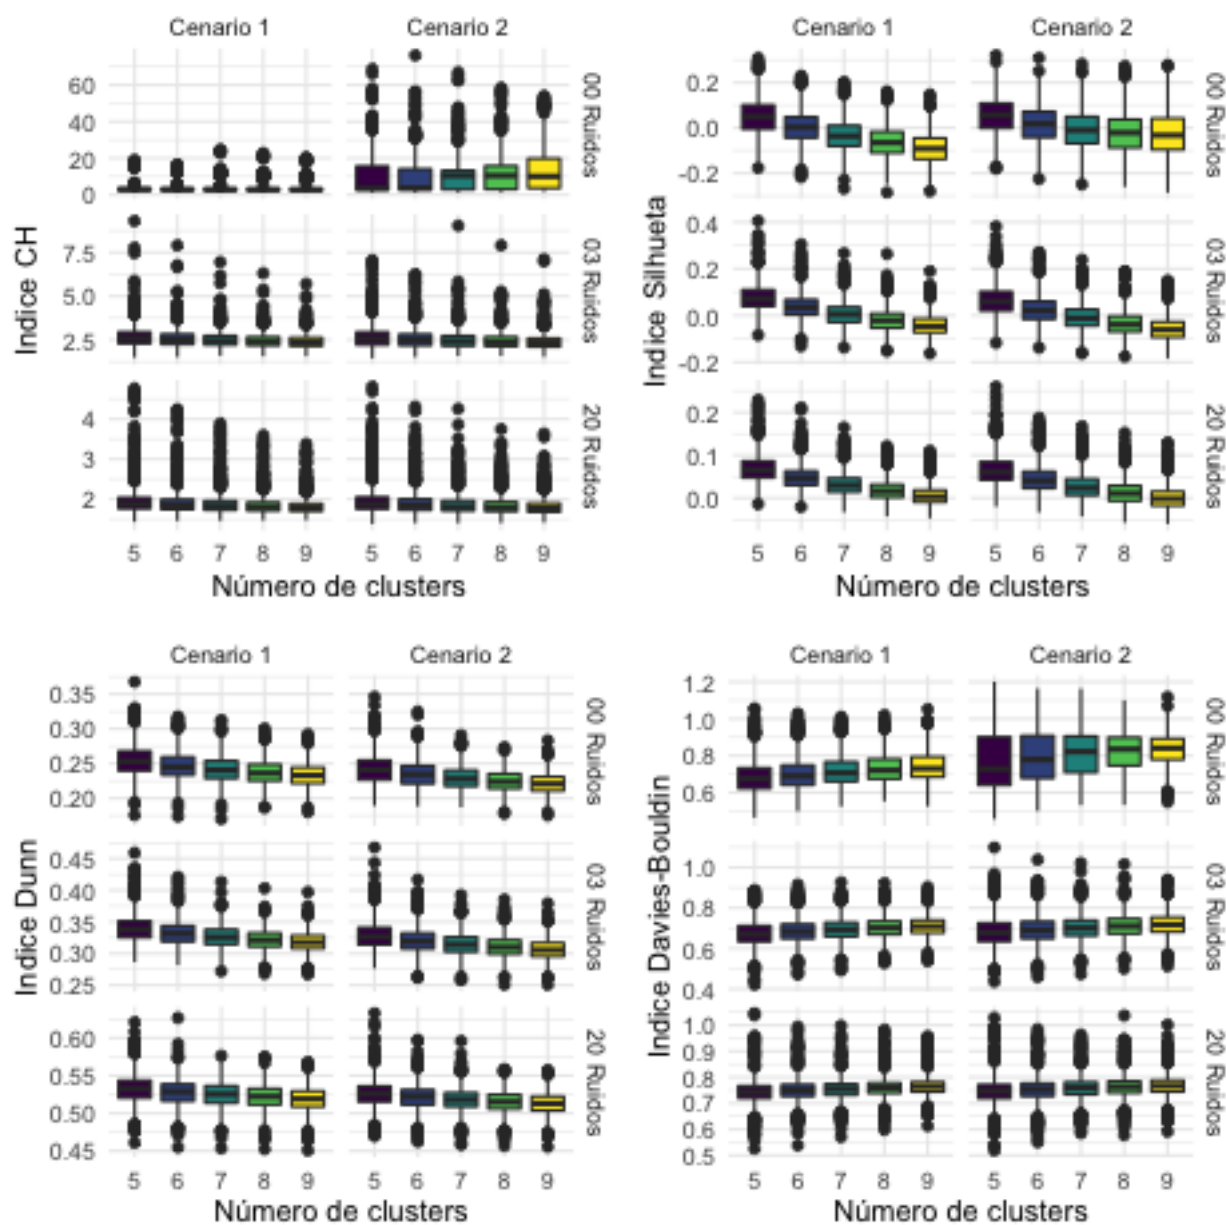 Cenario 1 Cenario 2
00 Ruidos
60
40
20
0
03 Ruidos
7.5
5.0
2.5
20 Ruidos
4
3
2
Indice CH
5 6 7 8 9 5 6 7 8 9
Número de clusters
Cenario 1 Cenario 2
00 Ruidos
0.2
0.0
-0.2
03 Ruidos
0.4
0.2
0.0
-0.2
20 Ruidos
0.2
0.1
0.0
Indice Silhueta
5 6 7 8 9 5 6 7 8 9
Número de clusters
Cenario 1 Cenario 2
00 Ruidos
0.35
0.30
0.25
0.20
03 Ruidos
0.45
0.40
0.35
0.30
0.25
20 Ruidos
0.60
0.55
0.50
0.45
Indice Dunn
5 6 7 8 9 5 6 7 8 9
Número de clusters
Cenario 1 Cenario 2
00 Ruidos
1.2
1.0
0.8
0.6
03 Ruidos
1.0
0.8
0.6
0.4
20 Ruidos
1.0
0.9
0.8
0.7
0.6
0.5
Indice Davies-Bouldin
5 6 7 8 9 5 6 7 8 9
Número de clusters